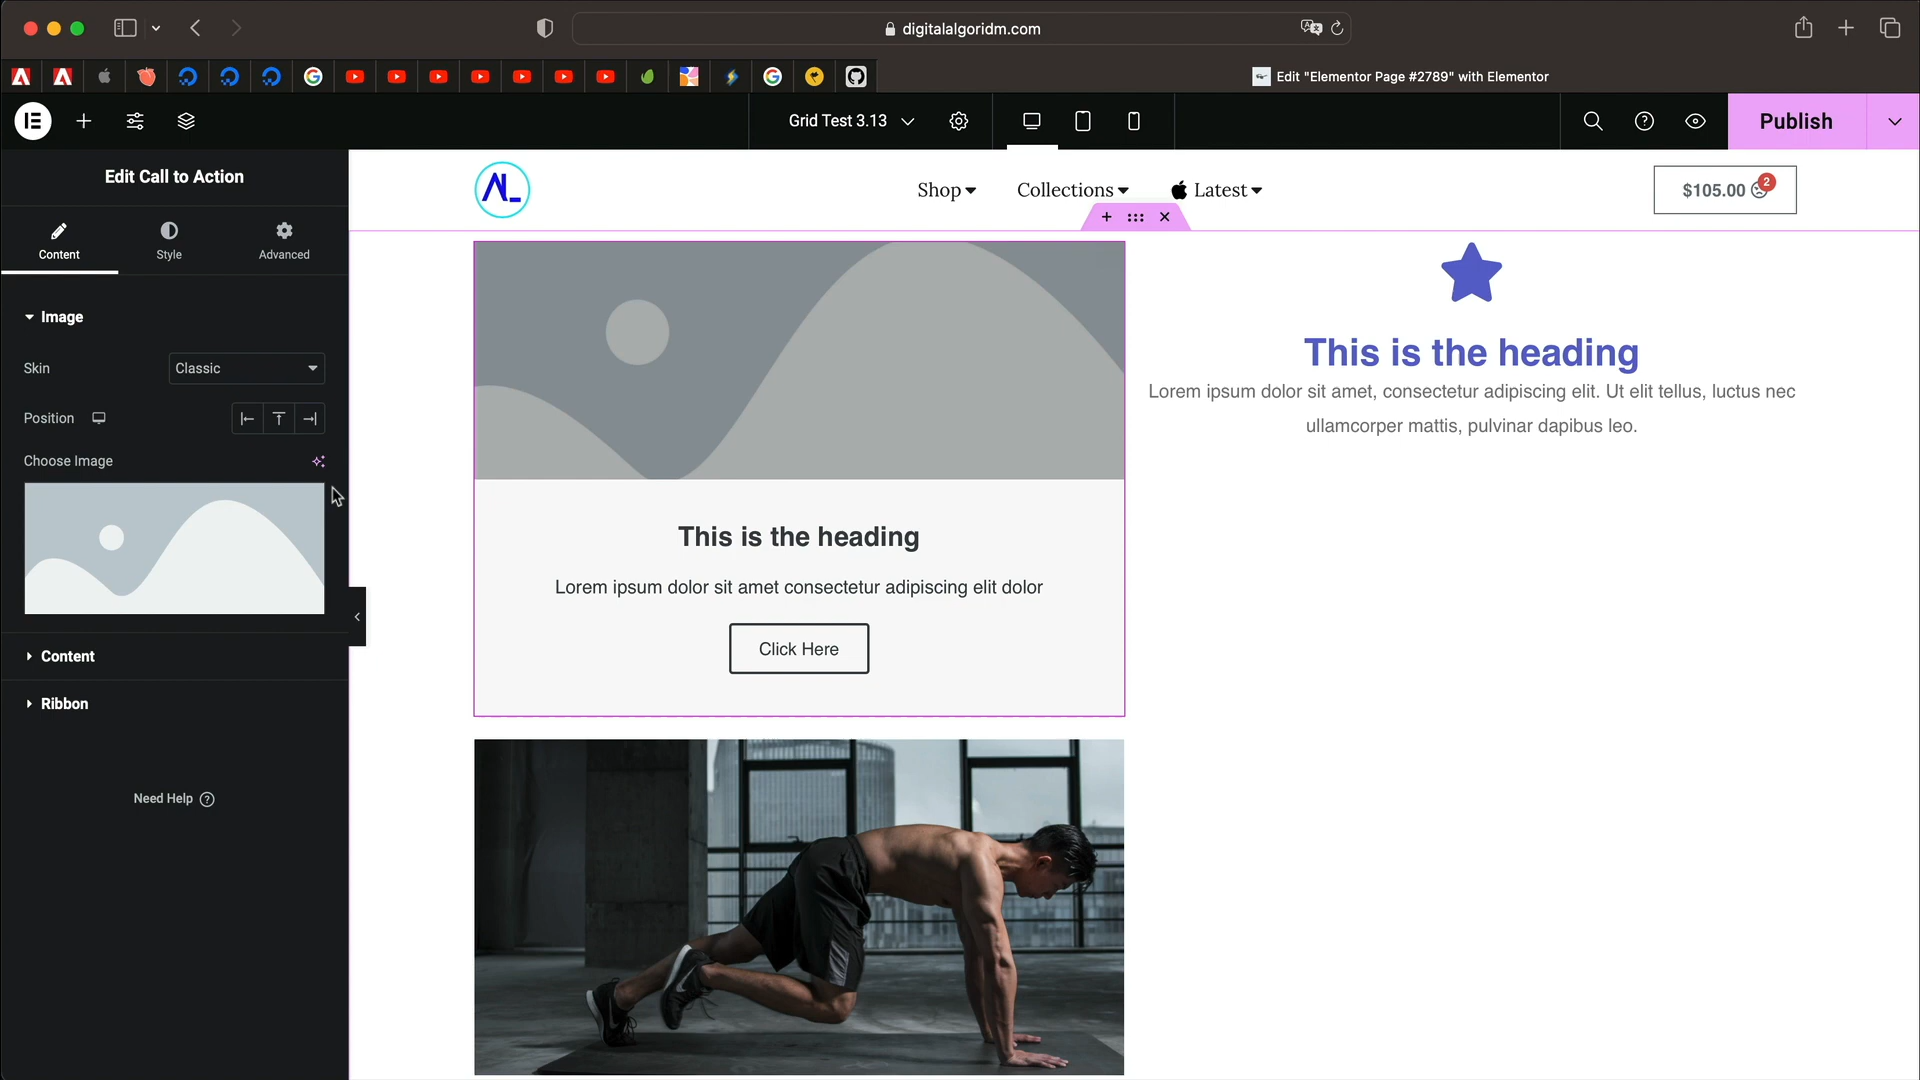 digitalalgoridm.com
Edit "Elementor Page #2789" with Elementor
Grid Test 3.13
Publish
Edit Call to Action
Content
Style
Advanced
Image
Skin
Classic
Position
Choose Image
Content
Ribbon
Need Help
AL_
Shop
Collections
Latest
$105.00
2
This is the heading
Lorem ipsum dolor sit amet consectetur adipiscing elit dolor
Click Here
This is the heading
Lorem ipsum dolor sit amet, consectetur adipiscing elit. Ut elit tellus, luctus nec
ullamcorper mattis, pulvinar dapibus leo.